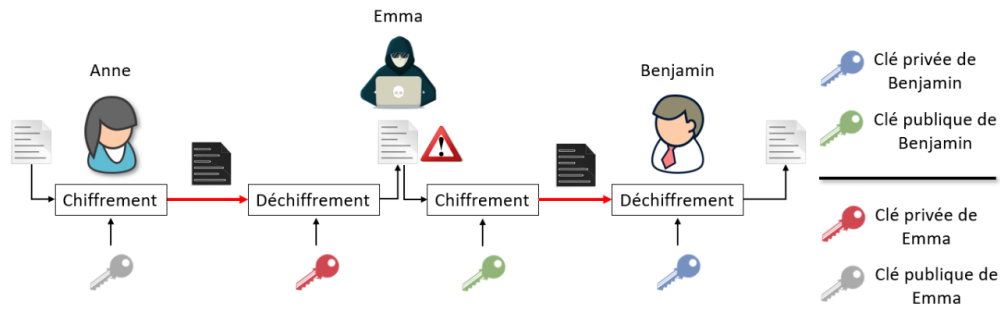 Emma
Anne
Benjamin
Chiffrement
Déchiffrement
Chiffrement
Déchiffrement
Clé privée de
Benjamin
Clé publique de
Benjamin
Clé privée de
Emma
Clé publique de
Emma